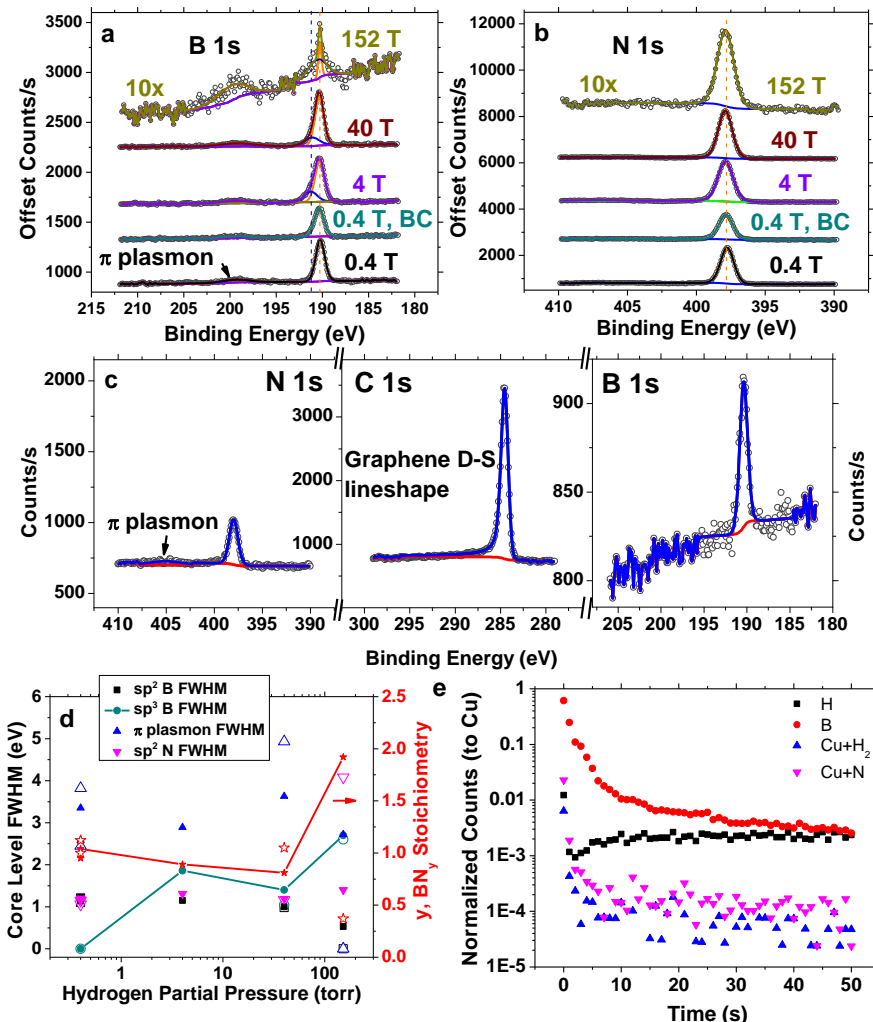 a
B 1s
152 T
10x
40 T
4 T
0.4 T, BC
0.4 T
π plasmon
Offset Counts/s
3500
3000
2500
2000
1500
1000
215 210 205 200 195 190 185 180
Binding Energy (eV)
b
N 1s
10x
152 T
40 T
4 T
0.4 T, BC
0.4 T
Offset Counts/s
12000
10000
8000
6000
4000
2000
410 405 400 395 390
Binding Energy (eV)
c
N 1s
π plasmon
Counts/s
2000
1500
1000
500
410 400 390
C 1s
Graphene D-S
lineshape
3000
2000
1000
300 295 290 285 280
B 1s
900
850
800
Counts/s
205 200 195 190 185 180
Binding Energy (eV)
sp² B FWHM
sp³ B FWHM
π plasmon FWHM
sp² N FWHM
d
Core Level FWHM (eV)
6
5
4
3
2
1
0
2.5
2.0
1.5
1.0
0.5
0.0
y, BNy Stoichiometry
1 10 100
Hydrogen Partial Pressure (torr)
e
H
B
Cu+H₂
Cu+N
Normalized Counts (to Cu)
1
0.1
0.01
1E-3
1E-4
1E-5
0 10 20 30 40 50
Time (s)